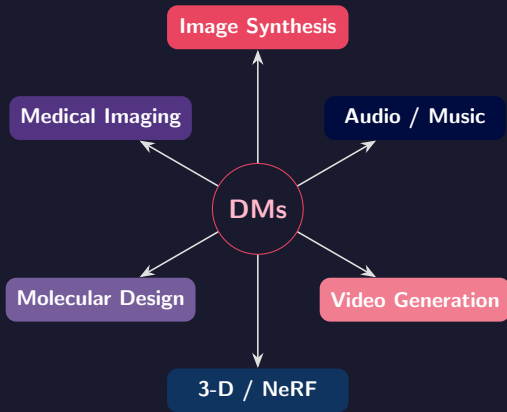 Image Synthesis
Medical Imaging
Audio / Music
DMs
Molecular Design
Video Generation
3-D / NeRF